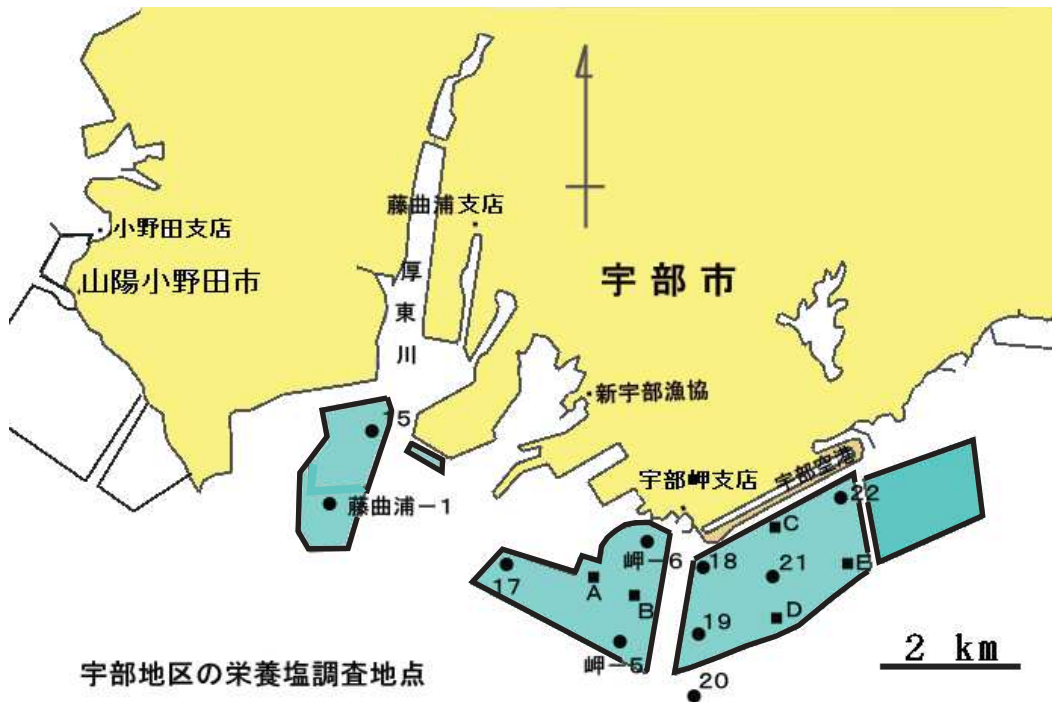 藤曲浦支店
小野田支店
山陽小野田市
厚東川
宇部市
新宇部漁協
15
藤曲浦－1
宇部岬支店
宇部空港
22
C
岬－6
18
21
E
17
A
B
19
D
岬－5
20
2 km
宇部地区の栄養塩調査地点